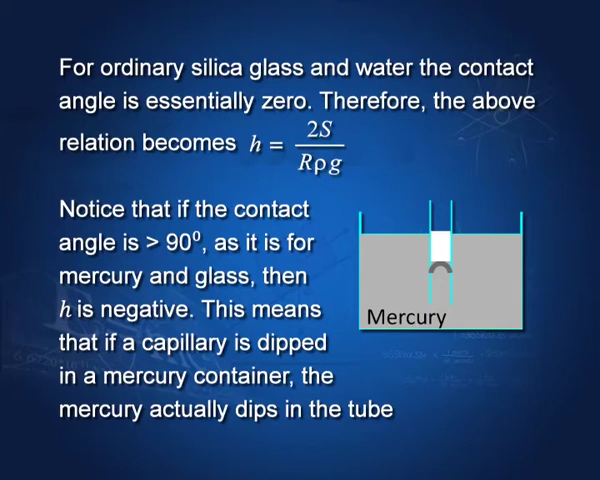 For ordinary silica glass and water the contact
angle is essentially zero. Therefore, the above
relation becomes h = 2S / Rρg
Notice that if the contact
angle is > 90⁰, as it is for
mercury and glass, then
h is negative. This means
that if a capillary is dipped
in a mercury container, the
mercury actually dips in the tube
Mercury